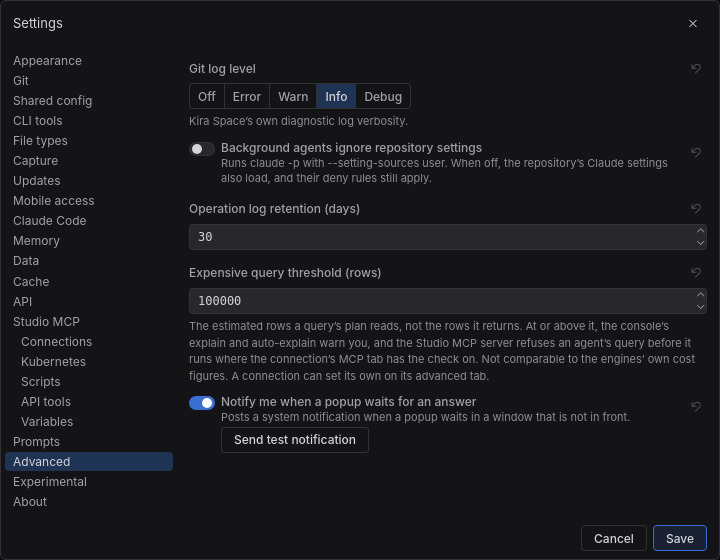 Settings
Appearance
Git
Shared config
CLI tools
File types
Capture
Updates
Mobile access
Claude Code
Memory
Data
Cache
API
Studio MCP
Connections
Kubernetes
Scripts
API tools
Variables
Prompts
Advanced
Experimental
About
Git log level
Off Error Warn Info Debug
Kira Space's own diagnostic log verbosity.
Background agents ignore repository settings
Runs claude -p with --setting-sources user. When off, the repository's Claude settings
also load, and their deny rules still apply.
Operation log retention (days)
30
Expensive query threshold (rows)
100000
The estimated rows a query's plan reads, not the rows it returns. At or above it, the console's
explain and auto-explain warn you, and the Studio MCP server refuses an agent's query before it
runs where the connection's MCP tab has the check on. Not comparable to the engines' own cost
figures. A connection can set its own on its advanced tab.
Notify me when a popup waits for an answer
Posts a system notification when a popup waits in a window that is not in front.
Send test notification
Cancel Save